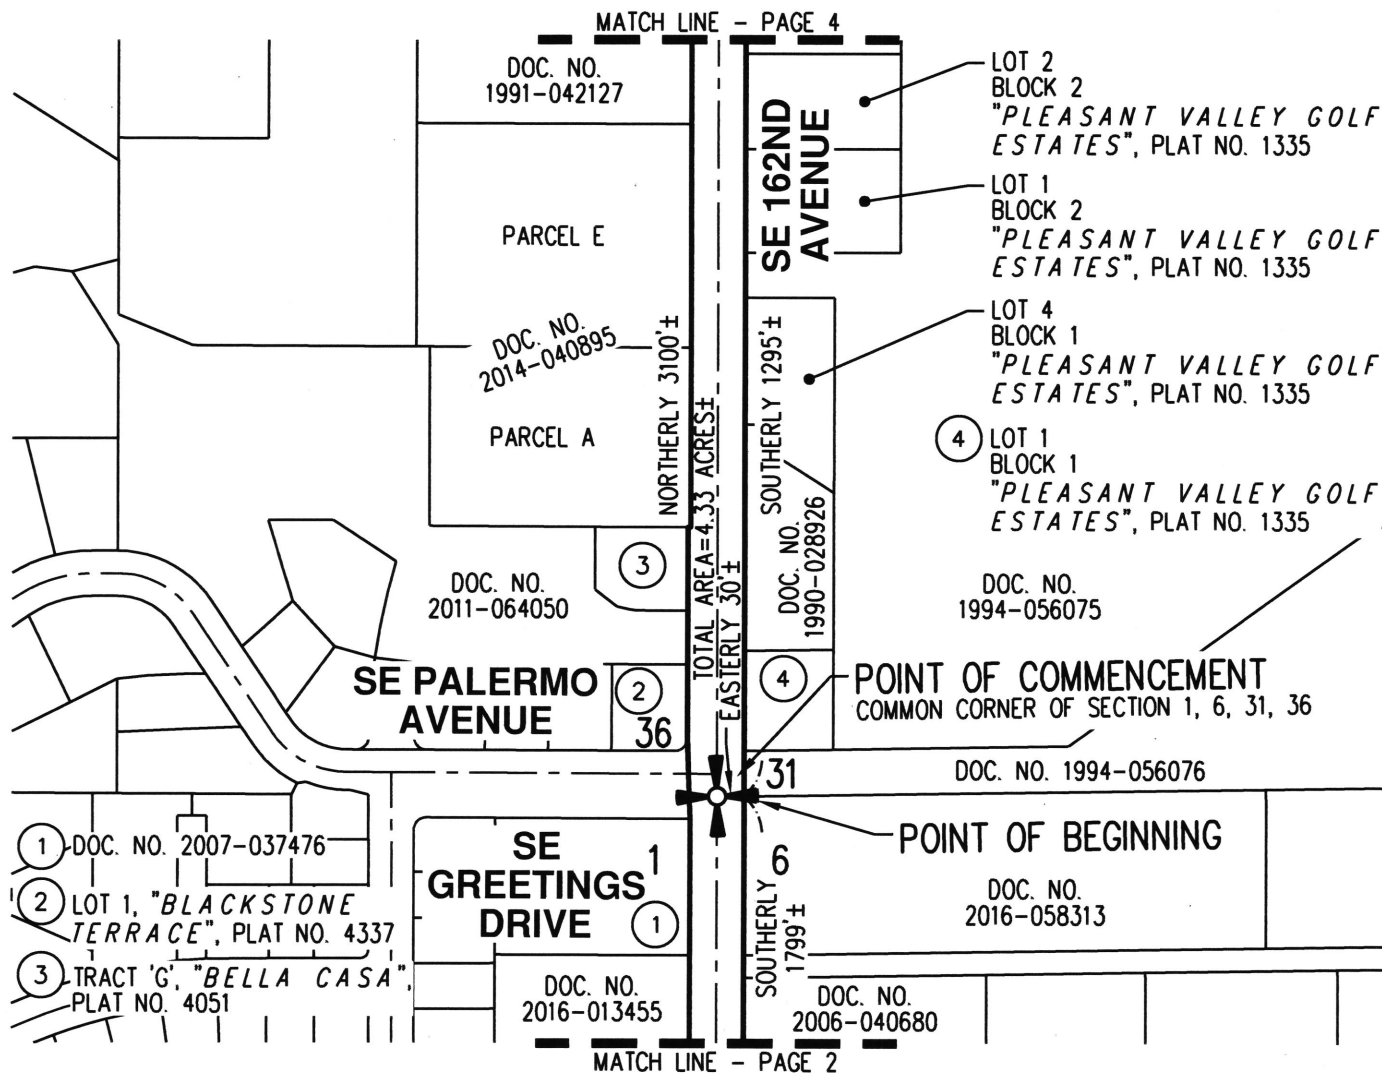 MATCH LINE - PAGE 4
DOC. NO.
1991-042127
LOT 2
BLOCK 2
"PLEASANT VALLEY GOLF
ESTATES", PLAT NO. 1335
SE 162ND
AVENUE
LOT 1
BLOCK 2
"PLEASANT VALLEY GOLF
ESTATES", PLAT NO. 1335
PARCEL E
LOT 4
BLOCK 1
"PLEASANT VALLEY GOLF
ESTATES", PLAT NO. 1335
DOC. NO.
2014-040895
NORTHERLY 3100'±
SOUTHERLY 1295'±
PARCEL A
TOTAL AREA=4.33 ACRES±
EASTERLY 30'±
4
LOT 1
BLOCK 1
"PLEASANT VALLEY GOLF
ESTATES", PLAT NO. 1335
DOC. NO.
1990-028926
3
DOC. NO.
2011-064050
DOC. NO.
1994-056075
SE PALERMO
AVENUE
2
36
4
POINT OF COMMENCEMENT
COMMON CORNER OF SECTION 1, 6, 31, 36
31
DOC. NO. 1994-056076
POINT OF BEGINNING
1 DOC. NO. 2007-037476
2 LOT 1, "BLACKSTONE
TERRACE", PLAT NO. 4337
3 TRACT 'G', "BELLA CASA",
PLAT NO. 4051
SE
GREETINGS
DRIVE
1
1
6
SOUTHERLY
1799'±
DOC. NO.
2016-058313
DOC. NO.
2016-013455
DOC. NO.
2006-040680
MATCH LINE - PAGE 2